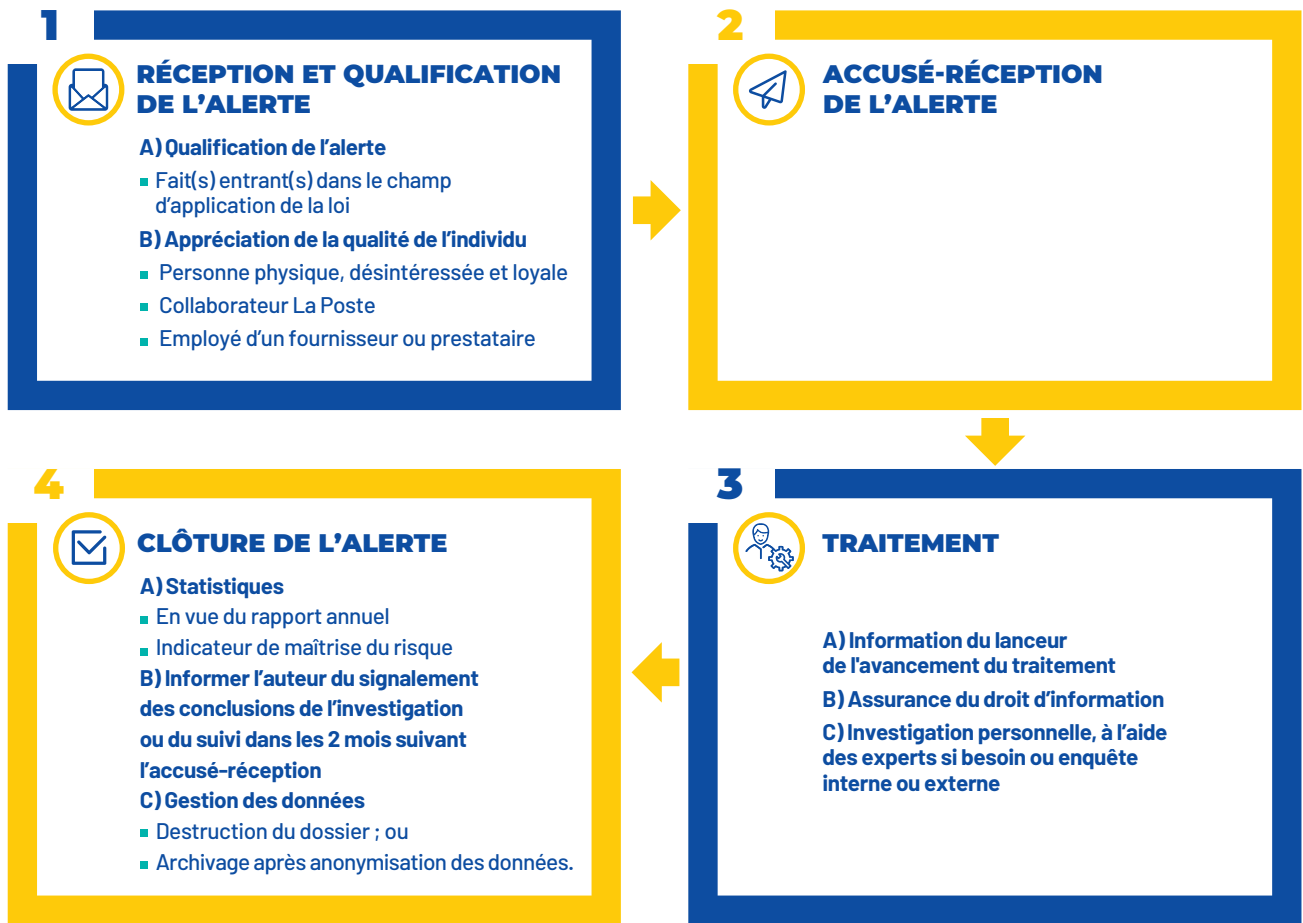 1
RÉCEPTION ET QUALIFICATION
DE L'ALERTE
A) Qualification de l'alerte
Fait(s) entrant(s) dans le champ
d'application de la loi
B) Appréciation de la qualité de l'individu
Personne physique, désintéressée et loyale
Collaborateur La Poste
Employé d'un fournisseur ou prestataire
2
ACCUSÉ-RÉCEPTION
DE L'ALERTE
3
TRAITEMENT
A) Information du lanceur
de l'avancement du traitement
B) Assurance du droit d'information
C) Investigation personnelle, à l'aide
des experts si besoin ou enquête
interne ou externe
4
CLÔTURE DE L'ALERTE
A) Statistiques
En vue du rapport annuel
Indicateur de maîtrise du risque
B) Informer l'auteur du signalement
des conclusions de l'investigation
ou du suivi dans les 2 mois suivant
l'accusé-réception
C) Gestion des données
Destruction du dossier ; ou
Archivage après anonymisation des données.